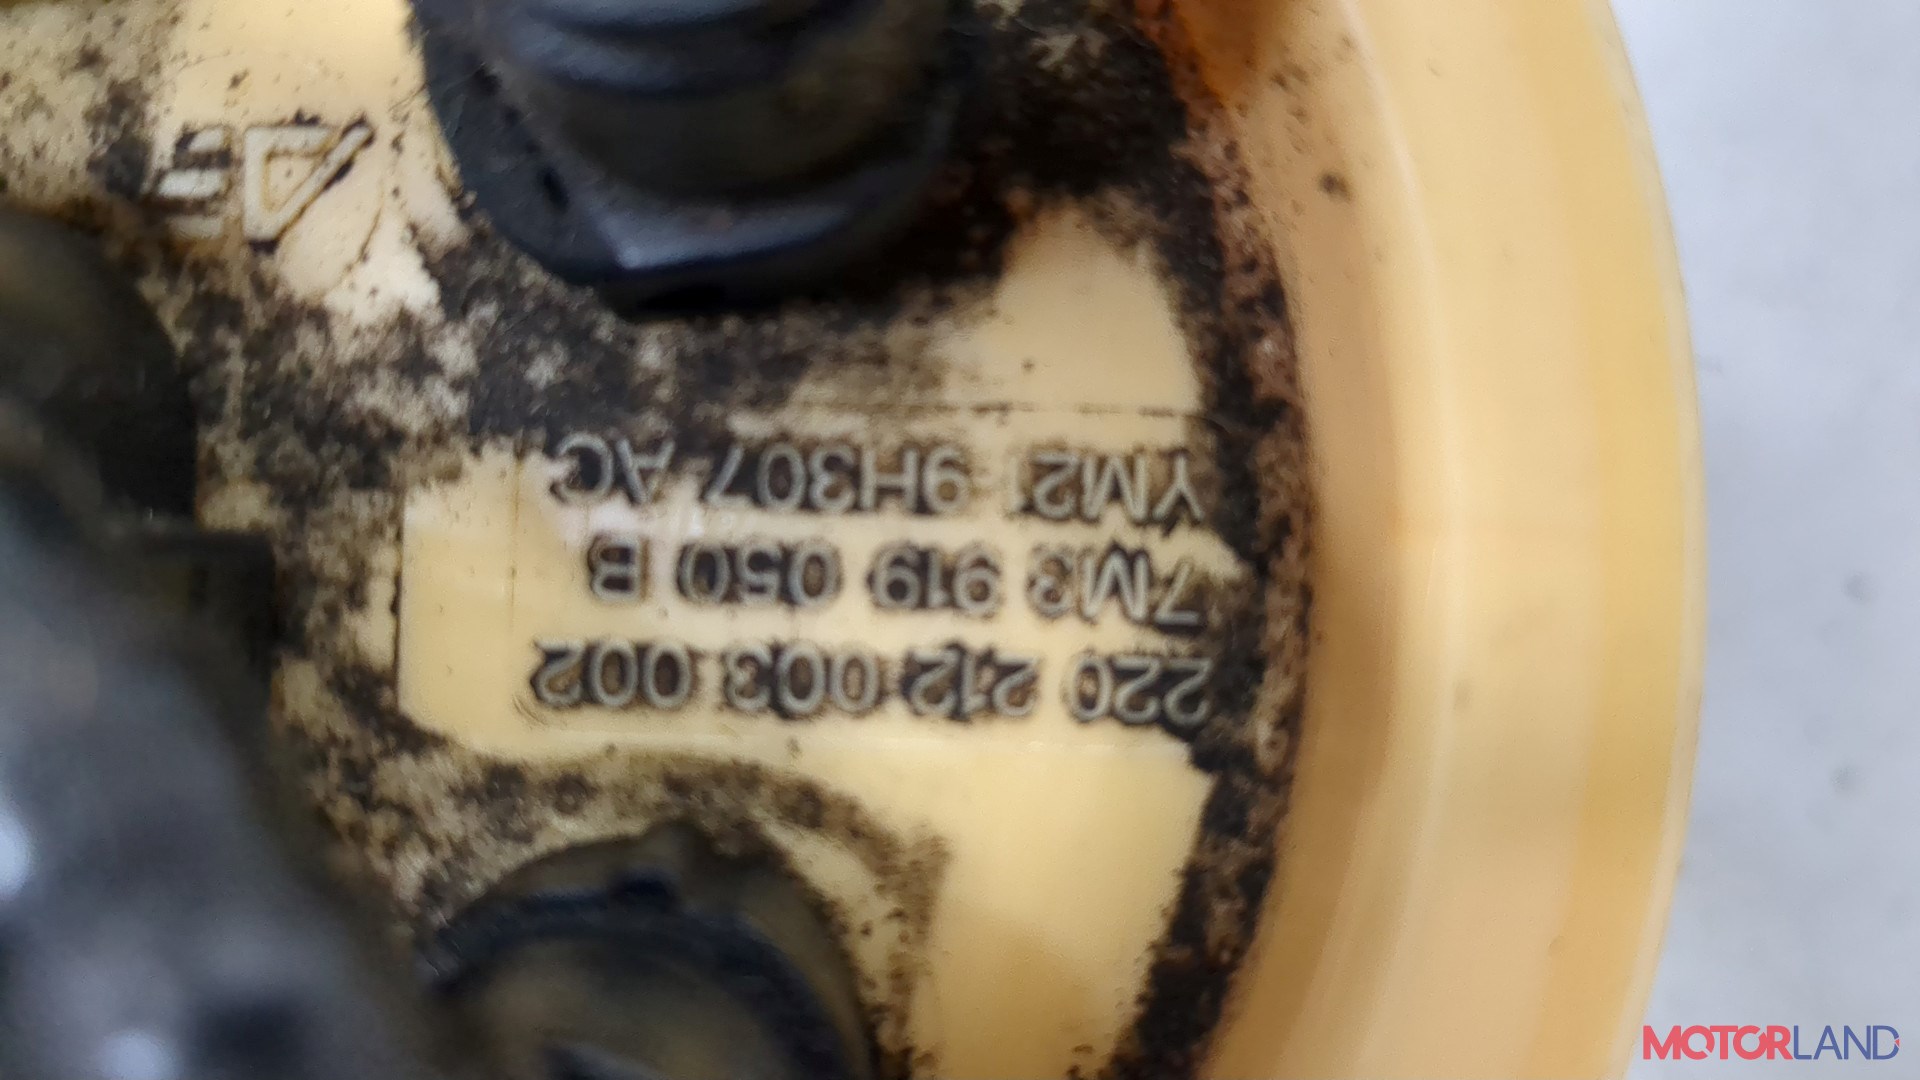 220 212 003 002
7M3 919 050 B
YM21 9H307 AC
MOTORLAND